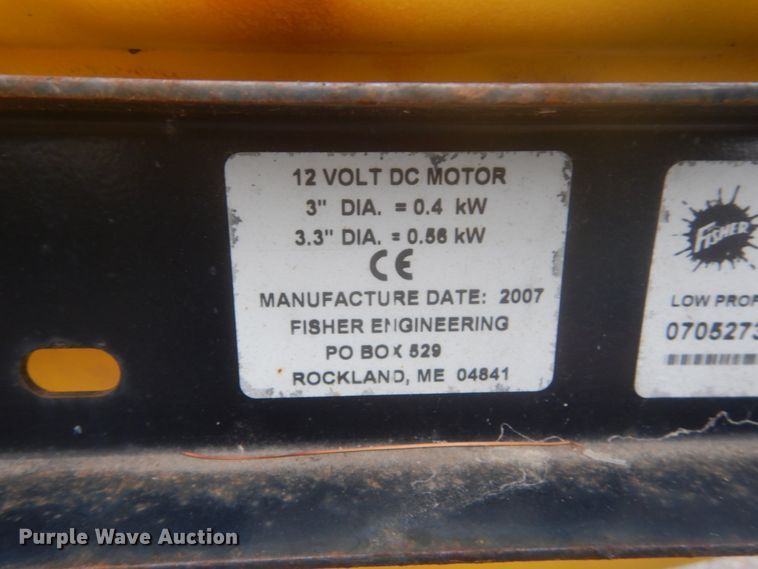 12 VOLT DC MOTOR
3" DIA. = 0.4 kW
3.3" DIA. = 0.56 kW
CE
MANUFACTURE DATE: 2007
FISHER ENGINEERING
PO BOX 529
ROCKLAND, ME 04841
FISHER
LOW PROF
0705273
Purple Wave Auction